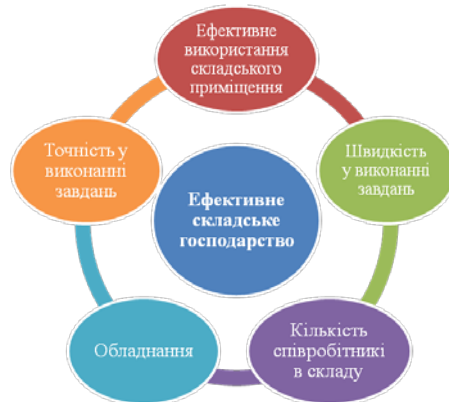 Ефективне
використання
складського
приміщення
Точність у
виконанні
завдань
Швидкість
у виконанні
завдань
Ефективне
складське
господарство
Обладнання
Кількість
співробітникі
в складу